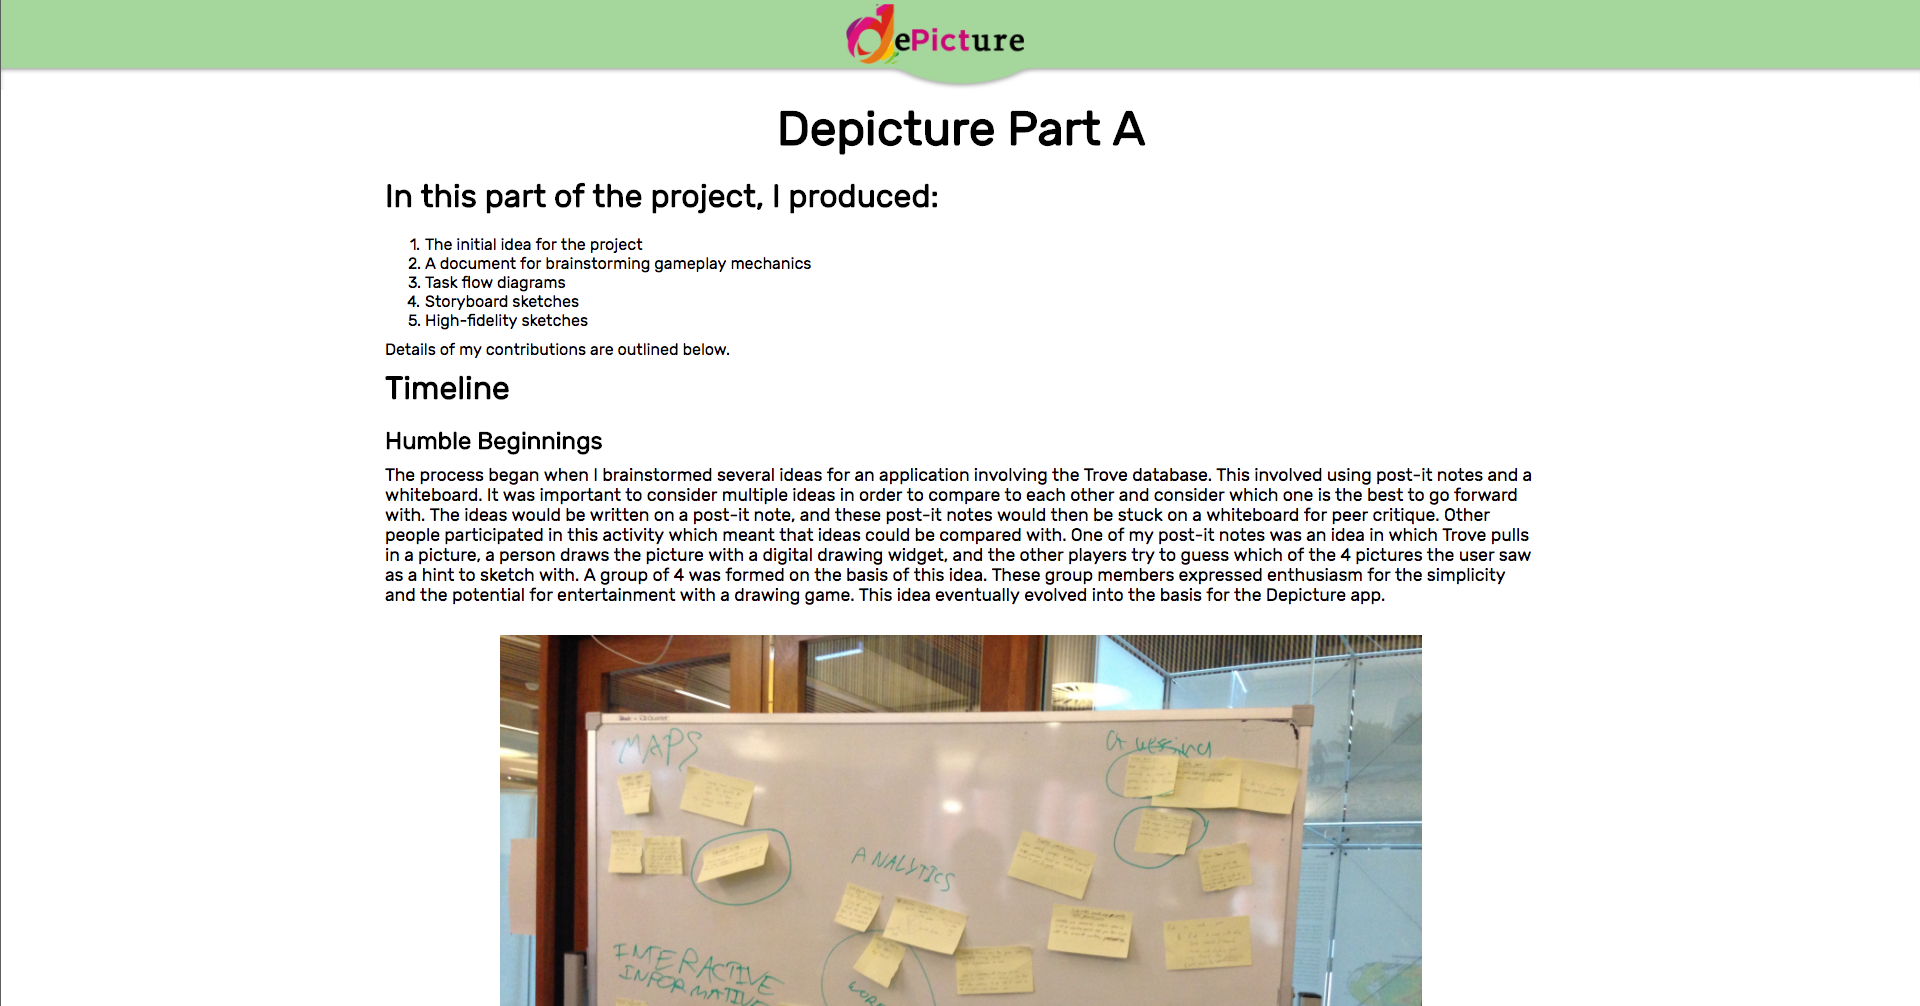 dePicture
Depicture Part A
In this part of the project, I produced:
1. The initial idea for the project
2. A document for brainstorming gameplay mechanics
3. Task flow diagrams
4. Storyboard sketches
5. High-fidelity sketches
Details of my contributions are outlined below.
Timeline
Humble Beginnings
The process began when I brainstormed several ideas for an application involving the Trove database. This involved using post-it notes and a
whiteboard. It was important to consider multiple ideas in order to compare to each other and consider which one is the best to go forward
with. The ideas would be written on a post-it note, and these post-it notes would then be stuck on a whiteboard for peer critique. Other
people participated in this activity which meant that ideas could be compared with. One of my post-it notes was an idea in which Trove pulls
in a picture, a person draws the picture with a digital drawing widget, and the other players try to guess which of the 4 pictures the user saw
as a hint to sketch with. A group of 4 was formed on the basis of this idea. These group members expressed enthusiasm for the simplicity
and the potential for entertainment with a drawing game. This idea eventually evolved into the basis for the Depicture app.
MAPS
GUESSING
ANALYTICS
INTERACTIVE
INFORMATIVE